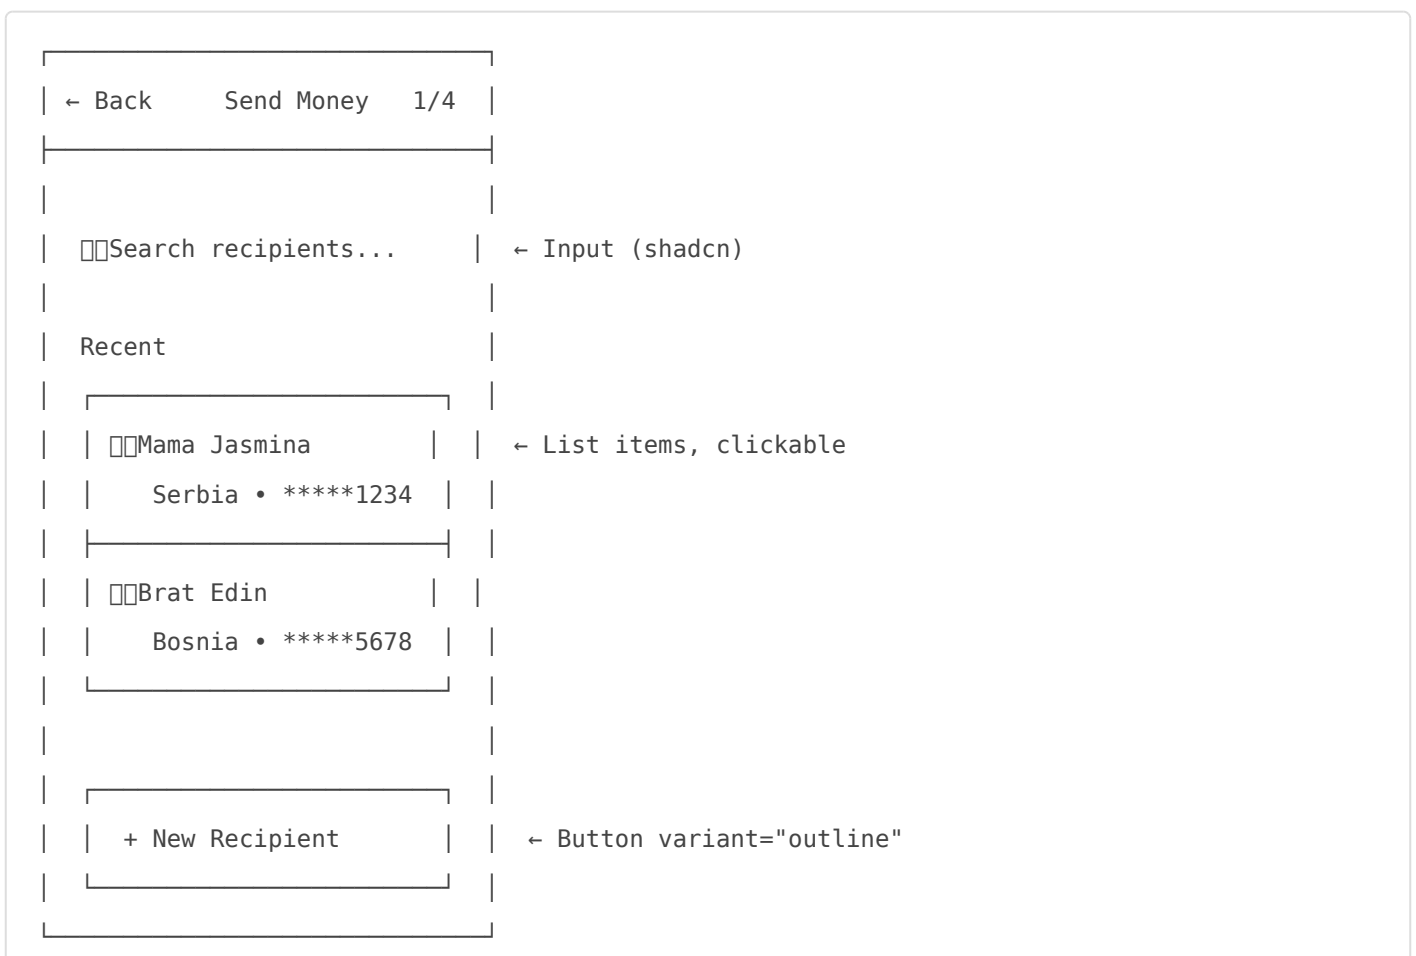 ← Back Send Money 1/4
Search recipients... ← Input (shadcn)
Recent
Mama Jasmina ← List items, clickable
Serbia • *****1234
Brat Edin
Bosnia • *****5678
+ New Recipient ← Button variant="outline"